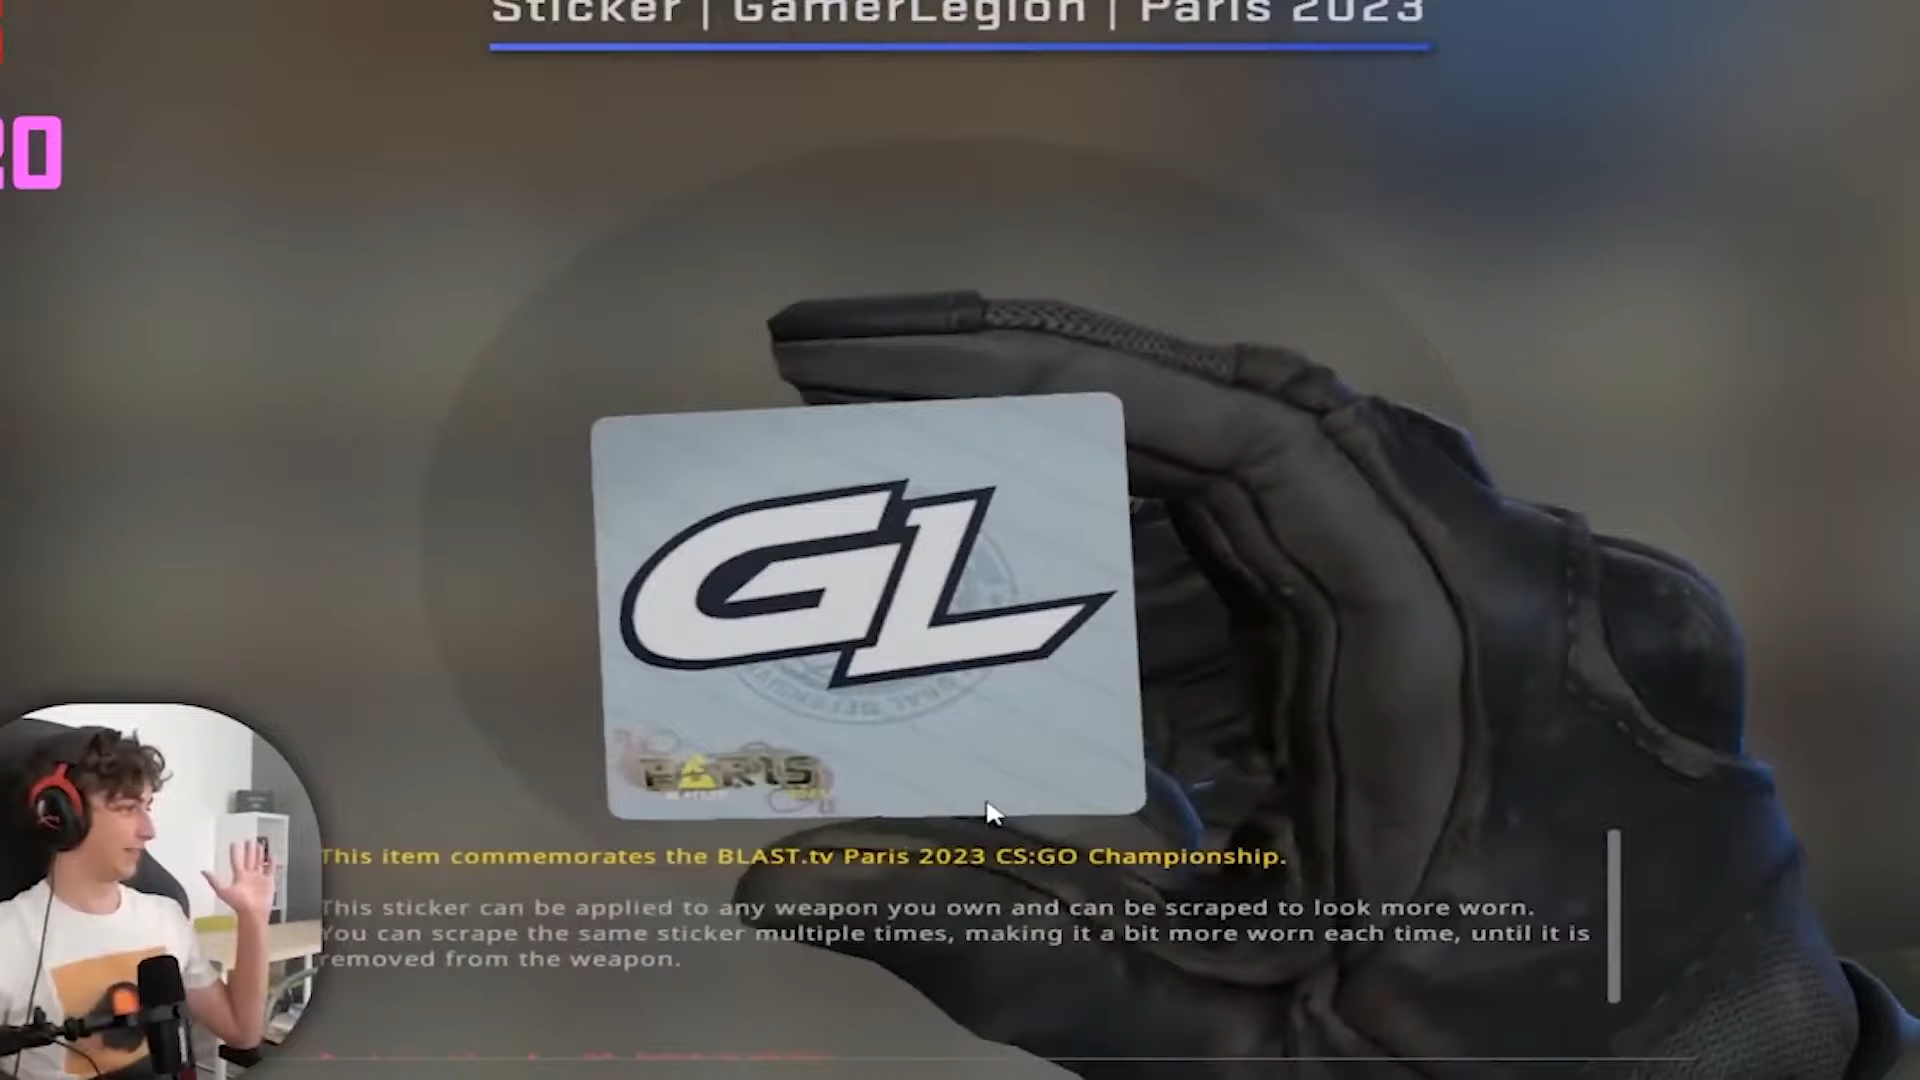 Sticker | GamerLegion | Paris 2023
20
GL
PARIS
This item commemorates the BLAST.tv Paris 2023 CS:GO Championship.
This sticker can be applied to any weapon you own and can be scraped to look more worn.
You can scrape the same sticker multiple times, making it a bit more worn each time, until it is
removed from the weapon.